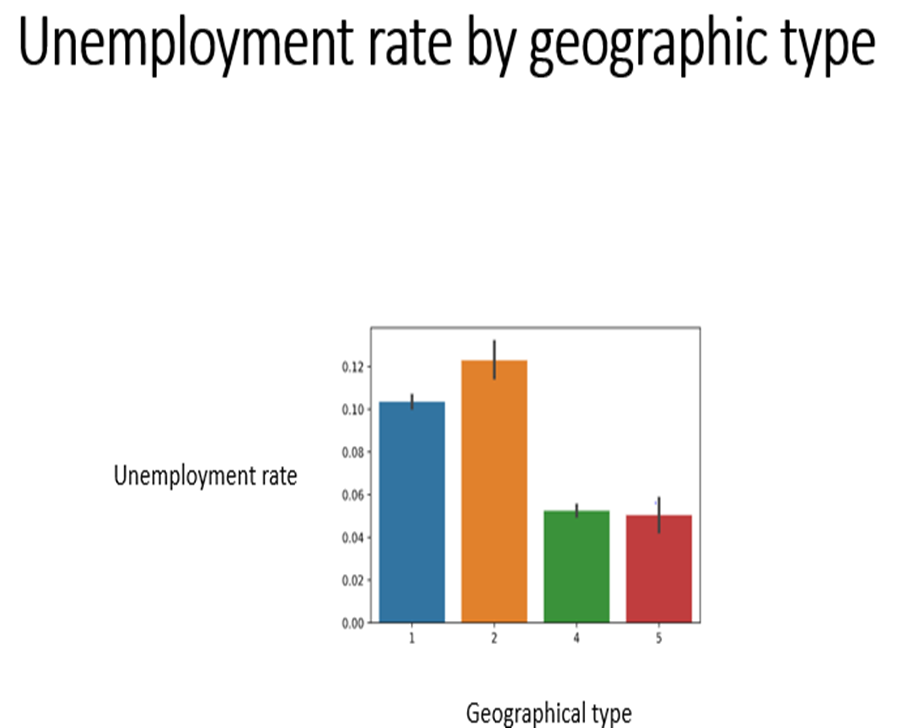 Unemployment rate by geographic type
0.12
0.10
0.08
Unemployment rate
0.06
0.04
0.02
0.00
1 2 4 5
Geographical type